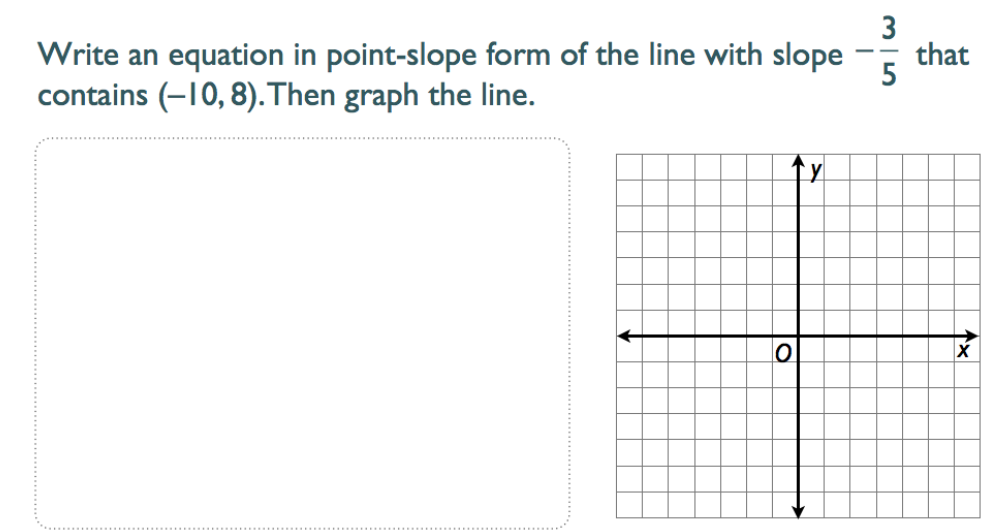 Write an equation in point-slope form of the line with slope −3/5 that
contains (–10, 8). Then graph the line.
y
O
x